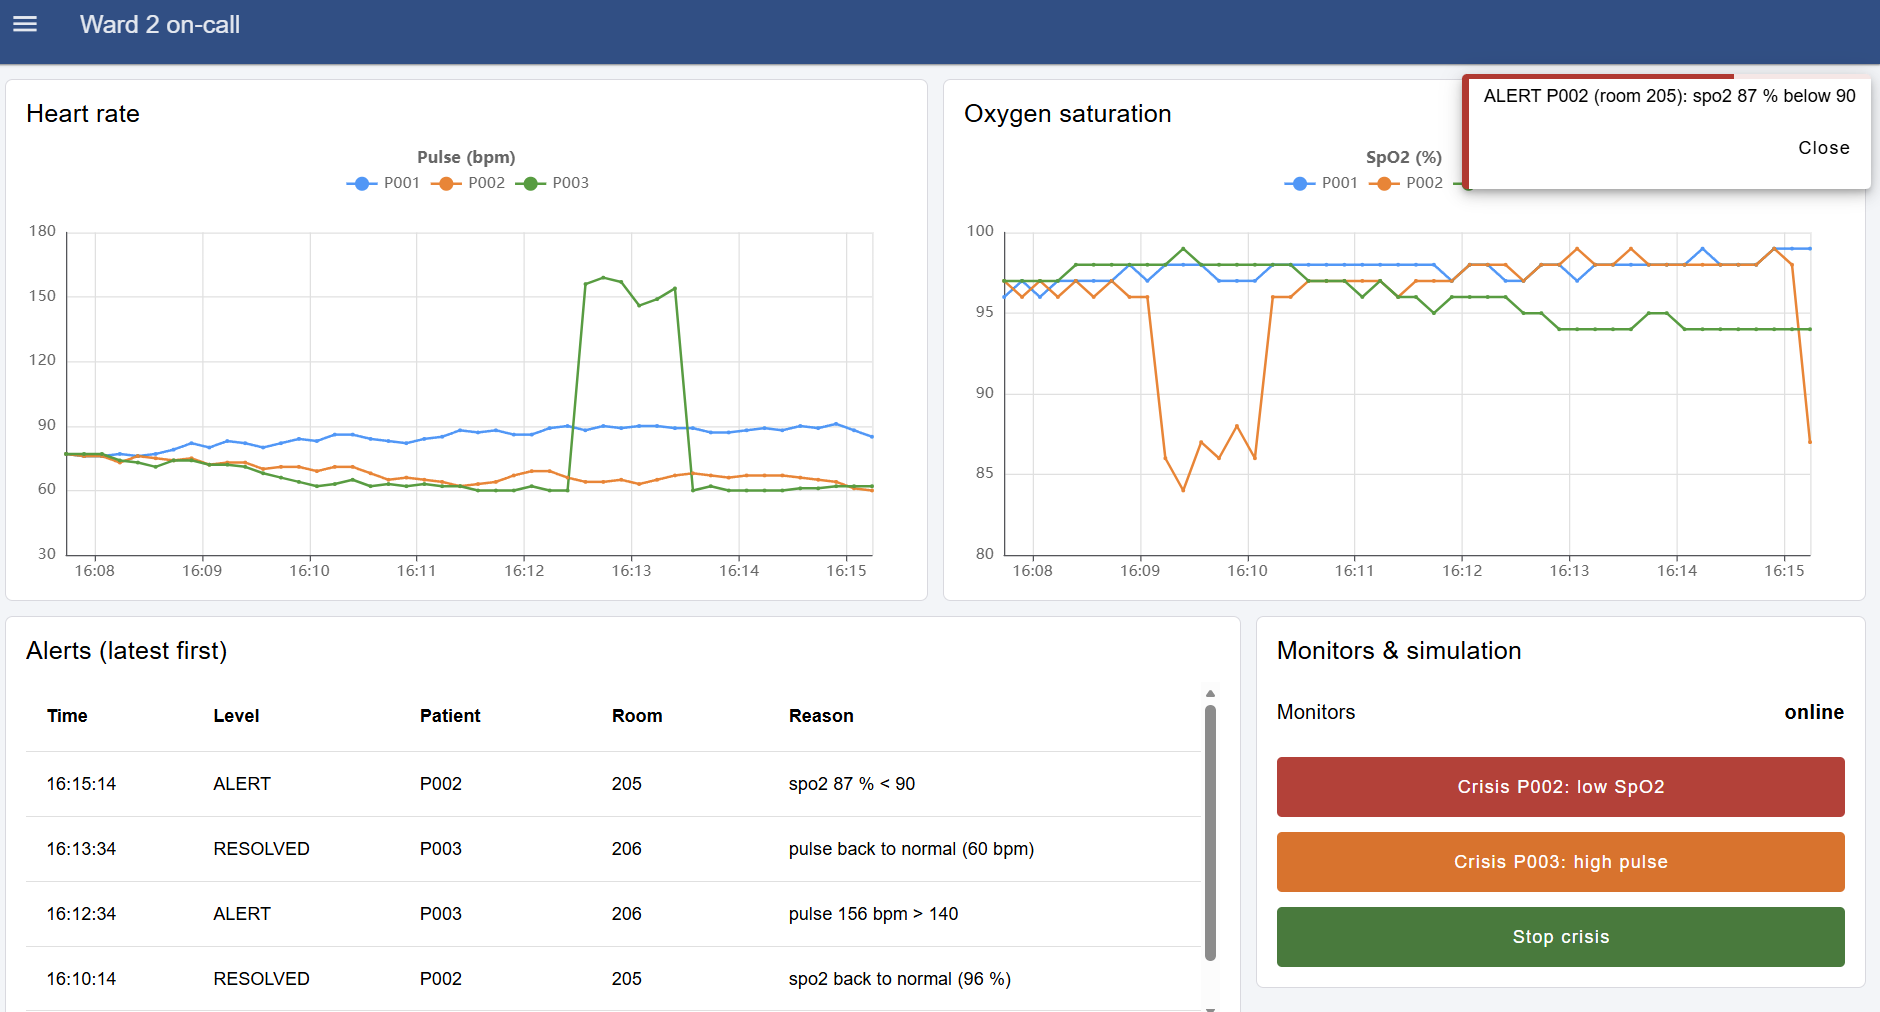 Ward 2 on-call
Heart rate
Pulse (bpm)
P001 P002 P003
180
150
120
90
60
30
16:08 16:09 16:10 16:11 16:12 16:13 16:14 16:15
Oxygen saturation
SpO2 (%)
P001 P002
100
95
90
85
80
16:08 16:09 16:10 16:11 16:12 16:13 16:14 16:15
ALERT P002 (room 205): spo2 87 % below 90
Close
Alerts (latest first)
Time Level Patient Room Reason
16:15:14 ALERT P002 205 spo2 87 % < 90
16:13:34 RESOLVED P003 206 pulse back to normal (60 bpm)
16:12:34 ALERT P003 206 pulse 156 bpm > 140
16:10:14 RESOLVED P002 205 spo2 back to normal (96 %)
Monitors & simulation
Monitors online
Crisis P002: low SpO2
Crisis P003: high pulse
Stop crisis